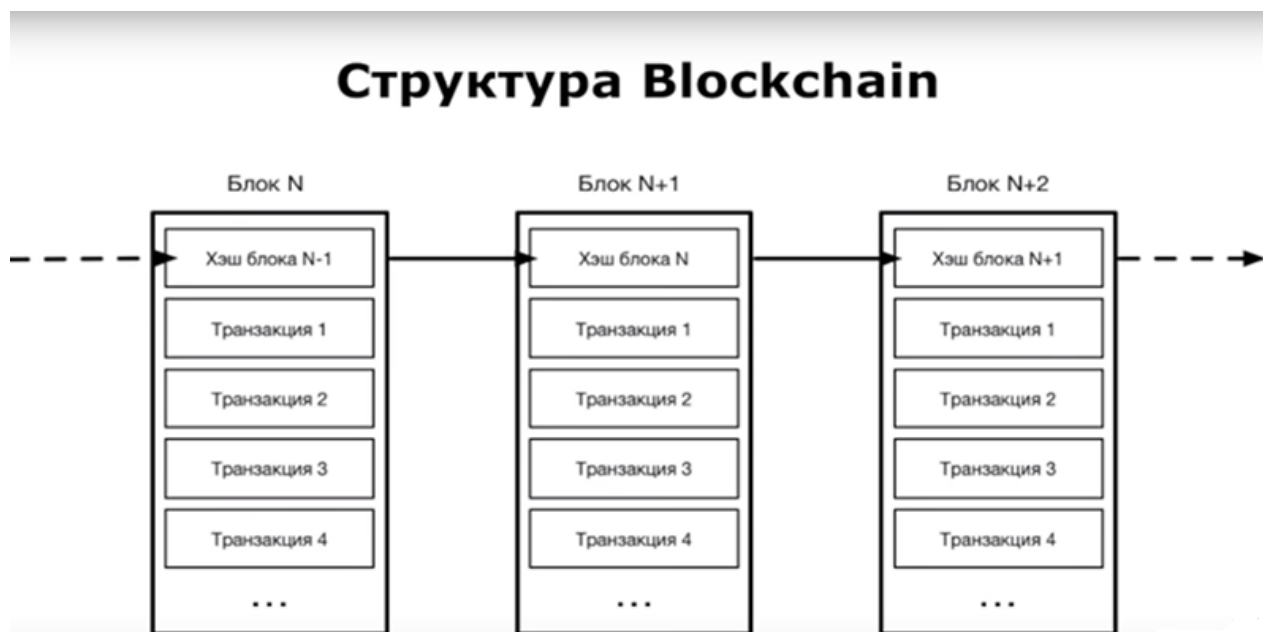 Структура Blockchain
Блок N
Хэш блока N-1
Транзакция 1
Транзакция 2
Транзакция 3
Транзакция 4
...
Блок N+1
Хэш блока N
Транзакция 1
Транзакция 2
Транзакция 3
Транзакция 4
...
Блок N+2
Хэш блока N+1
Транзакция 1
Транзакция 2
Транзакция 3
Транзакция 4
...